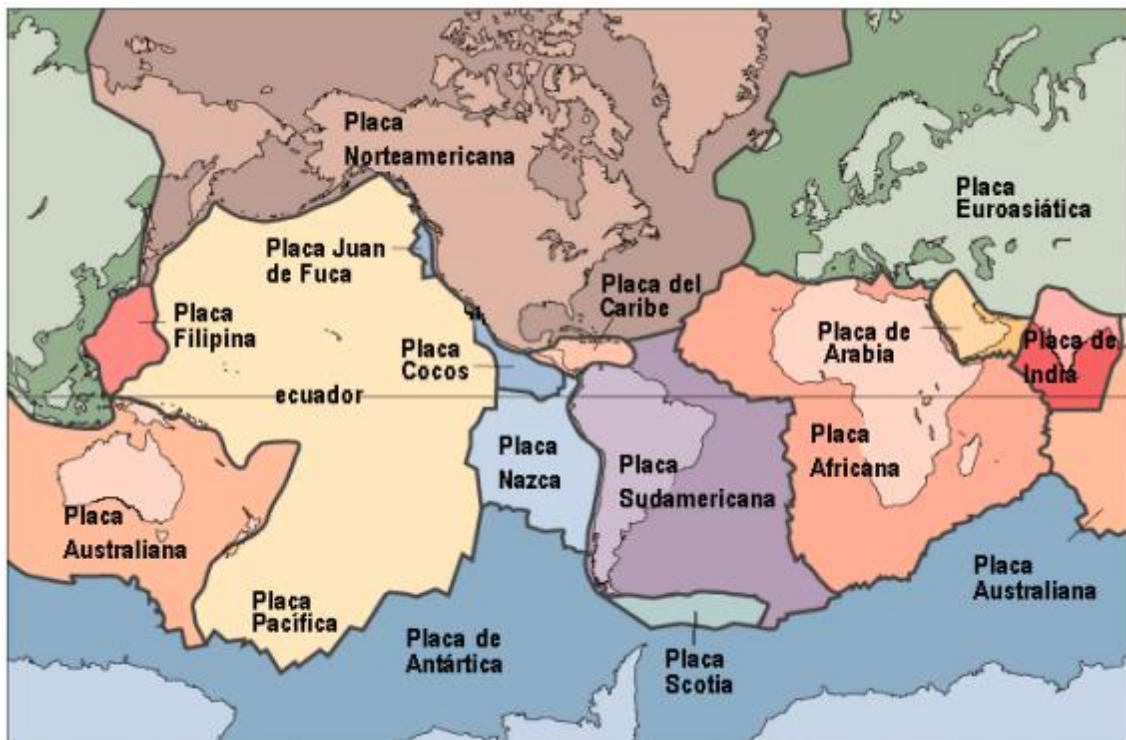 Placa
Norteamericana
Placa
Euroasiática
Placa Juan
de Fuca
Placa del
Caribe
Placa
Filipina
Placa de
Arabia
Placa de
India
Placa
Cocos
ecuador
Placa
Nazca
Placa
Sudamericana
Placa
Africana
Placa
Australiana
Placa
Australiana
Placa
Pacífica
Placa de
Antártica
Placa
Scotia